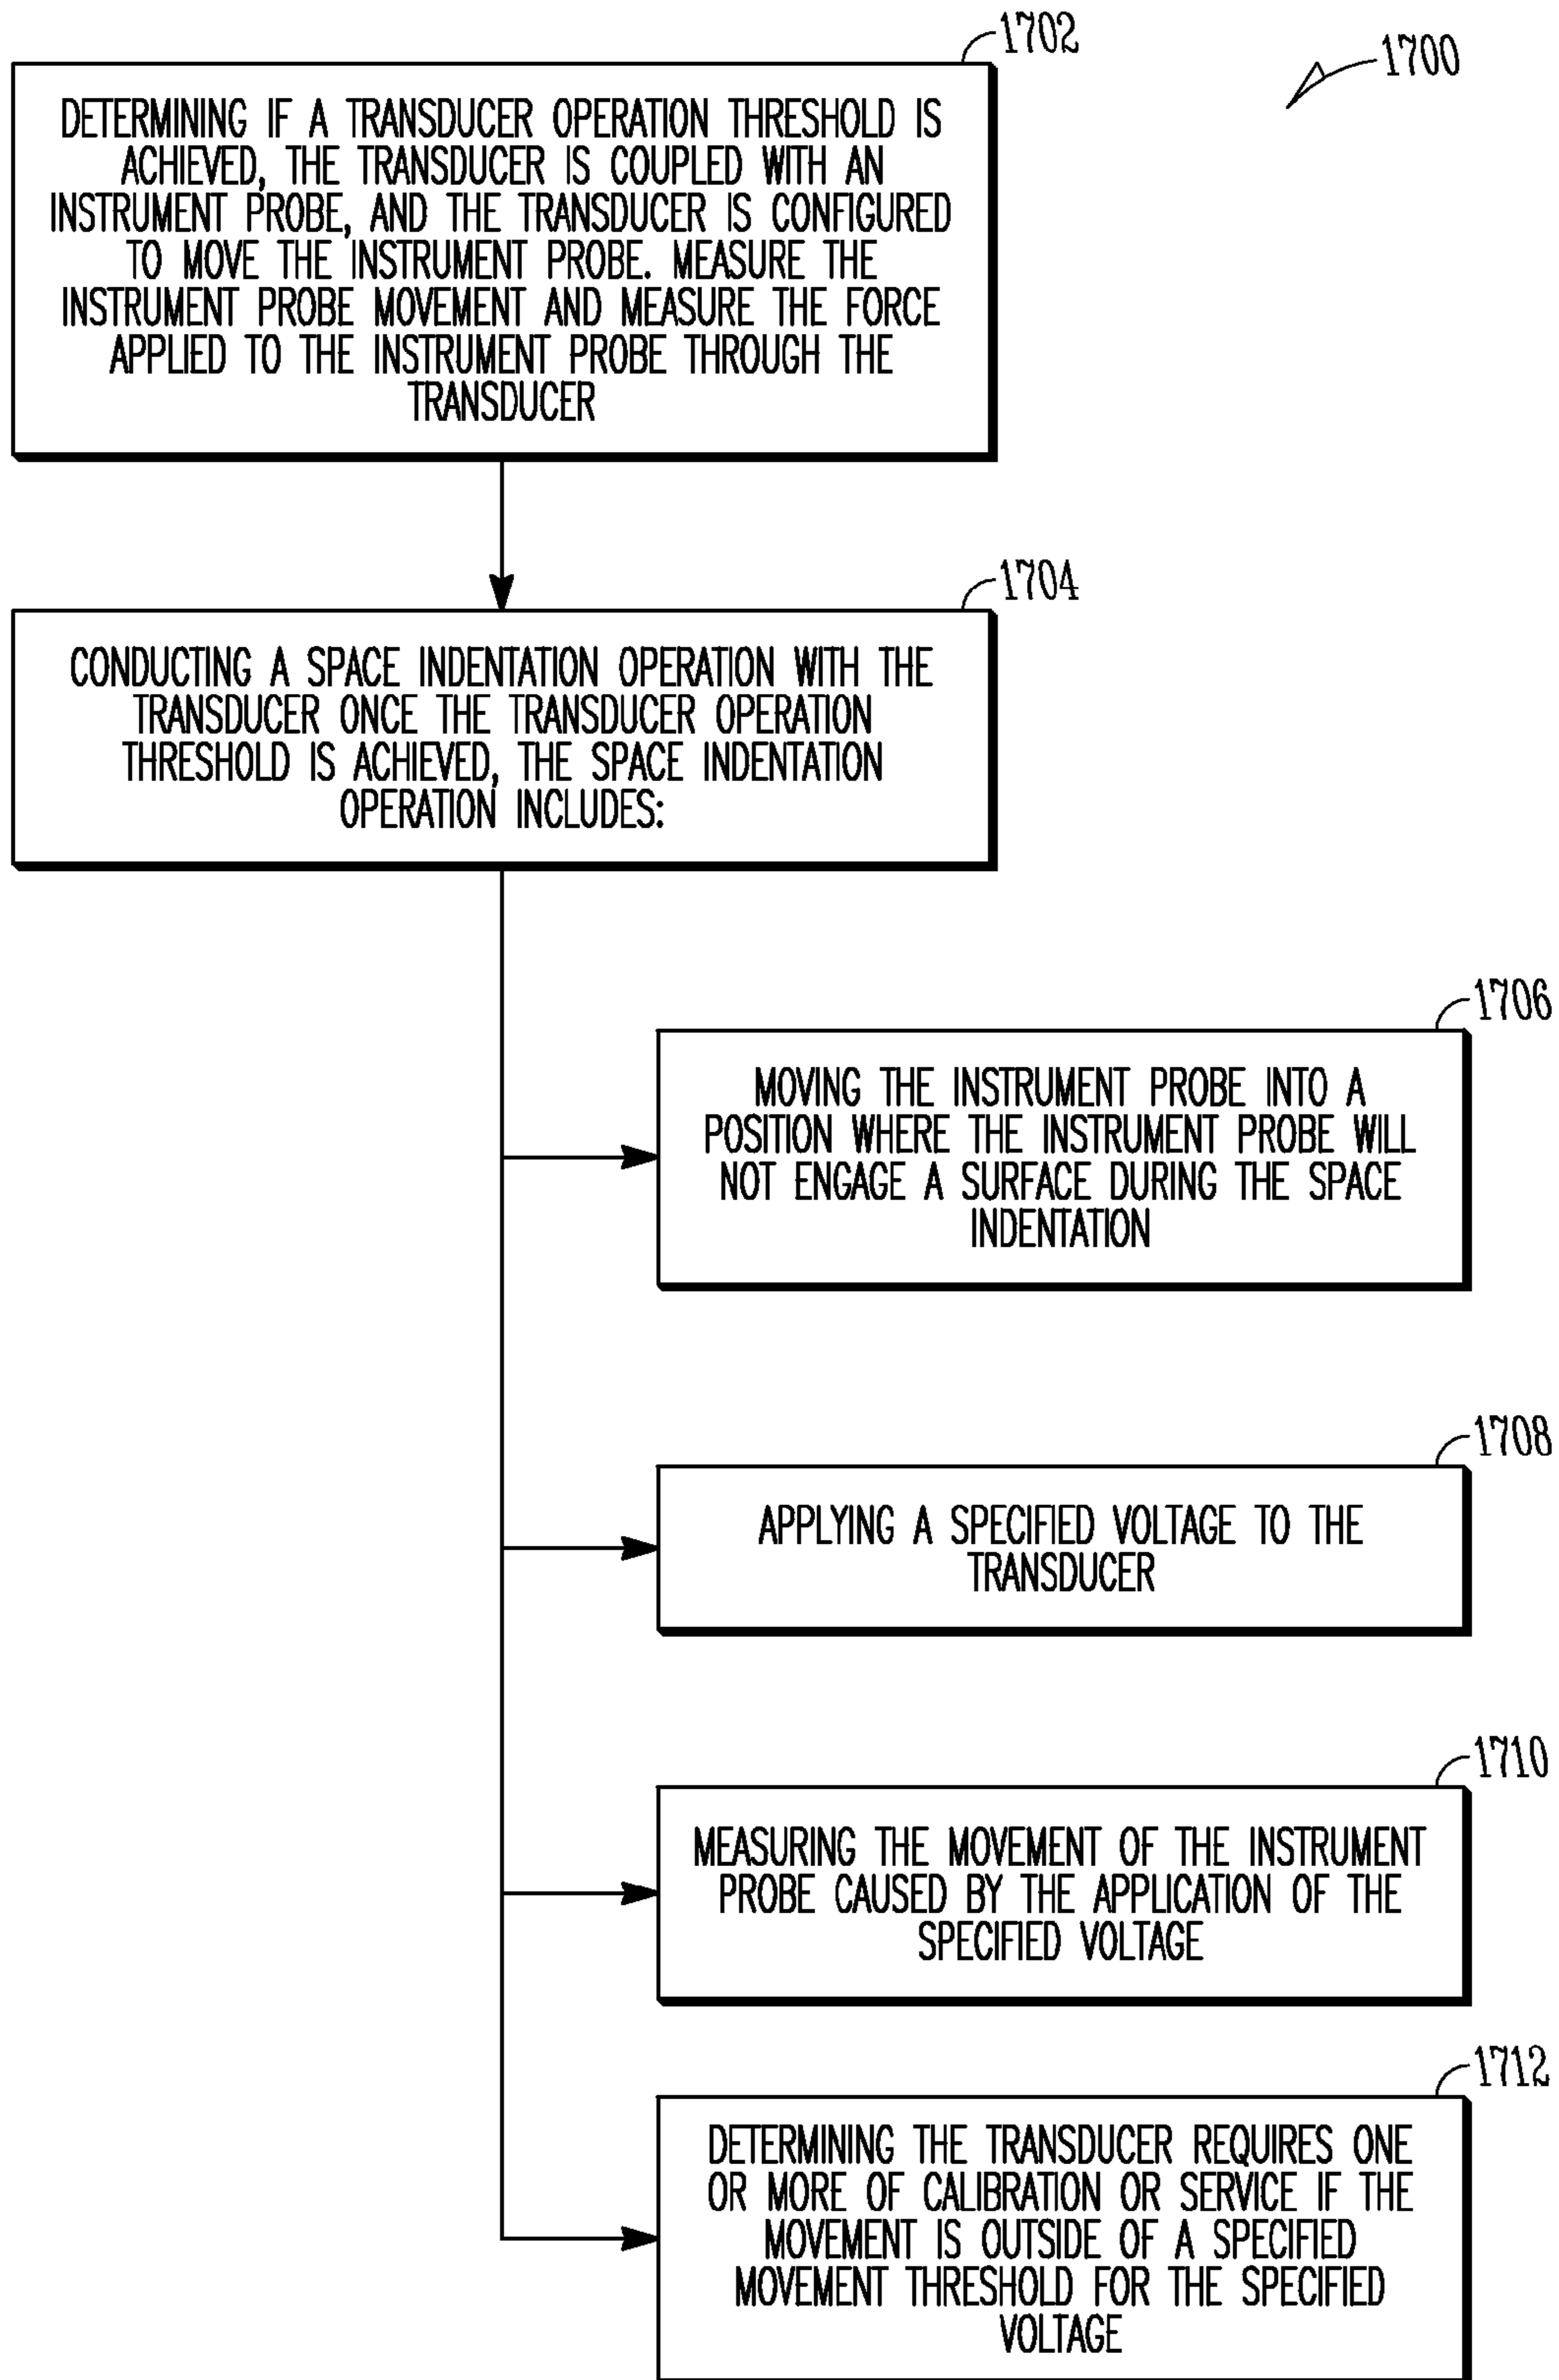 1702
1700
DETERMINING IF A TRANSDUCER OPERATION THRESHOLD IS
ACHIEVED, THE TRANSDUCER IS COUPLED WITH AN
INSTRUMENT PROBE, AND THE TRANSDUCER IS CONFIGURED
TO MOVE THE INSTRUMENT PROBE. MEASURE THE
INSTRUMENT PROBE MOVEMENT AND MEASURE THE FORCE
APPLIED TO THE INSTRUMENT PROBE THROUGH THE
TRANSDUCER
1704
CONDUCTING A SPACE INDENTATION OPERATION WITH THE
TRANSDUCER ONCE THE TRANSDUCER OPERATION
THRESHOLD IS ACHIEVED, THE SPACE INDENTATION
OPERATION INCLUDES:
1706
MOVING THE INSTRUMENT PROBE INTO A
POSITION WHERE THE INSTRUMENT PROBE WILL
NOT ENGAGE A SURFACE DURING THE SPACE
INDENTATION
1708
APPLYING A SPECIFIED VOLTAGE TO THE
TRANSDUCER
1710
MEASURING THE MOVEMENT OF THE INSTRUMENT
PROBE CAUSED BY THE APPLICATION OF THE
SPECIFIED VOLTAGE
1712
DETERMINING THE TRANSDUCER REQUIRES ONE
OR MORE OF CALIBRATION OR SERVICE IF THE
MOVEMENT IS OUTSIDE OF A SPECIFIED
MOVEMENT THRESHOLD FOR THE SPECIFIED
VOLTAGE